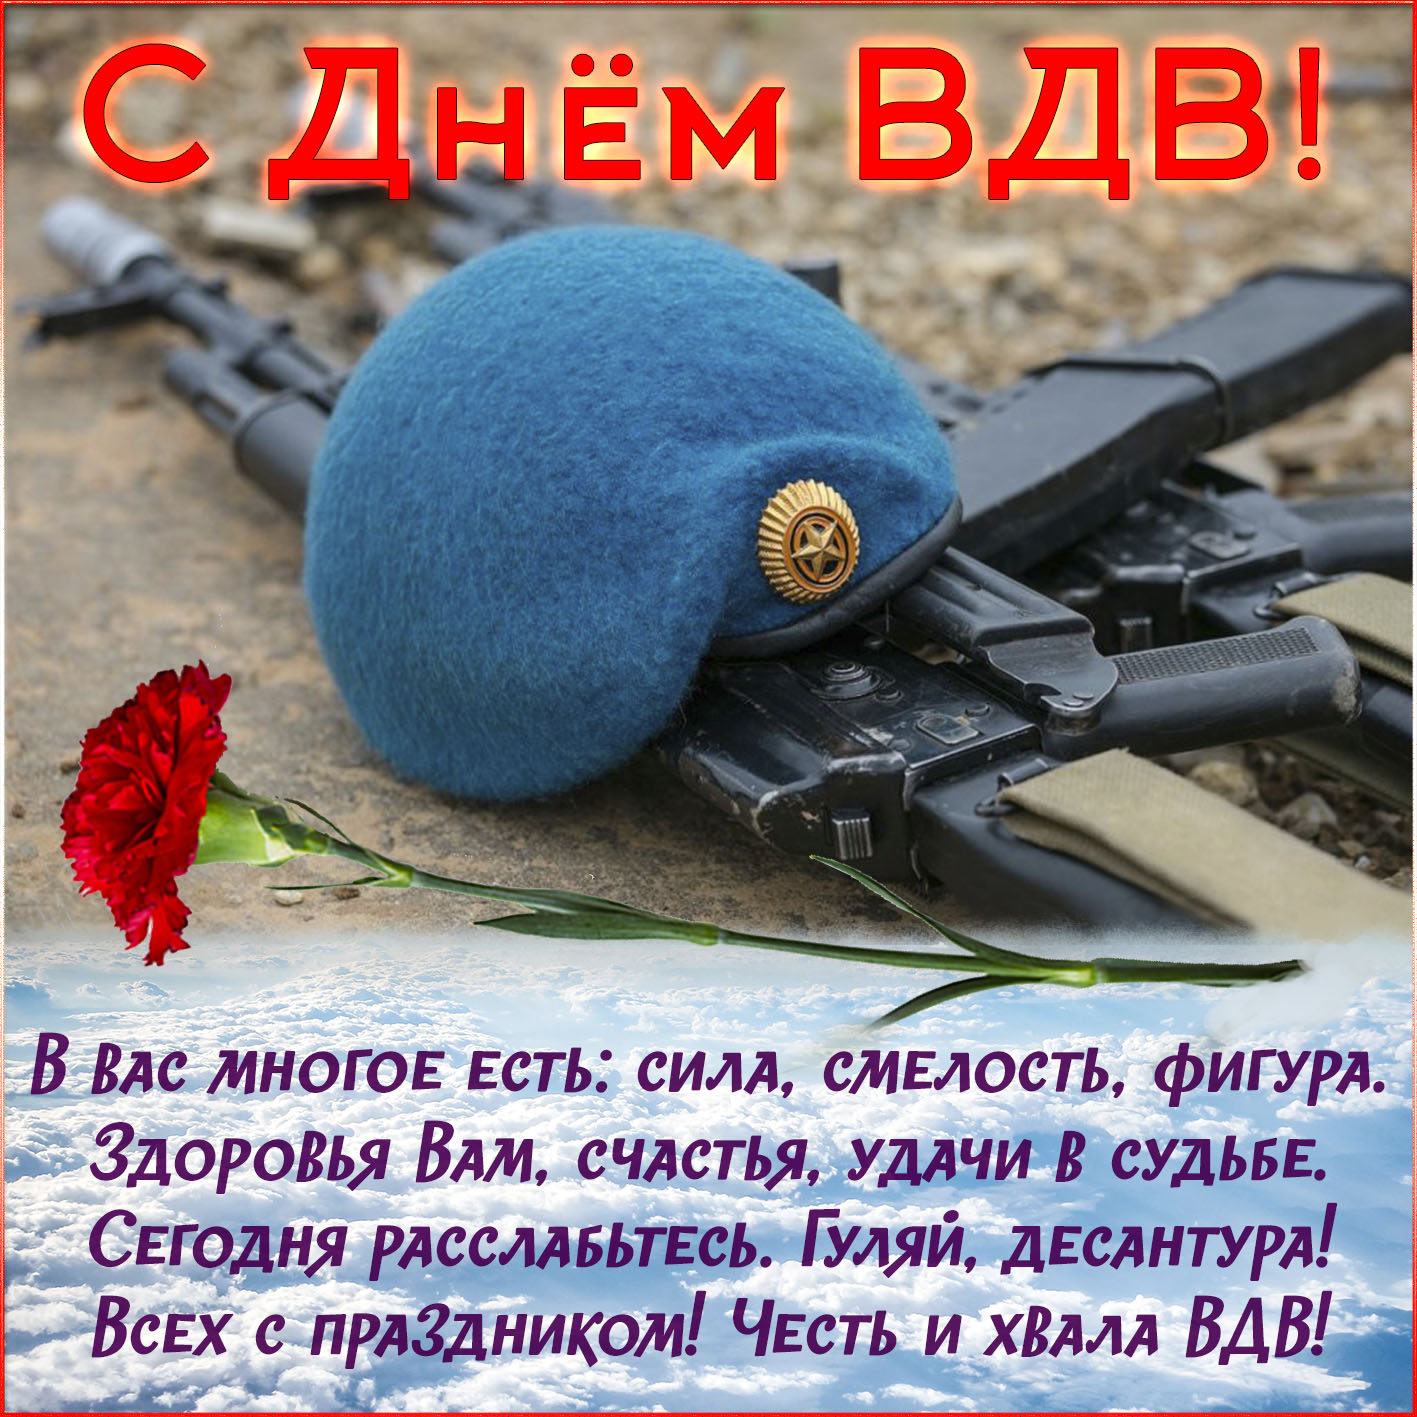 С Днём ВДВ!
В вас многое есть: сила, смелость, фигура.
Здоровья Вам, счастья, удачи в судьбе.
Сегодня расслабьтесь. Гуляй, десантура!
Всех с праздником! Честь и хвала ВДВ!